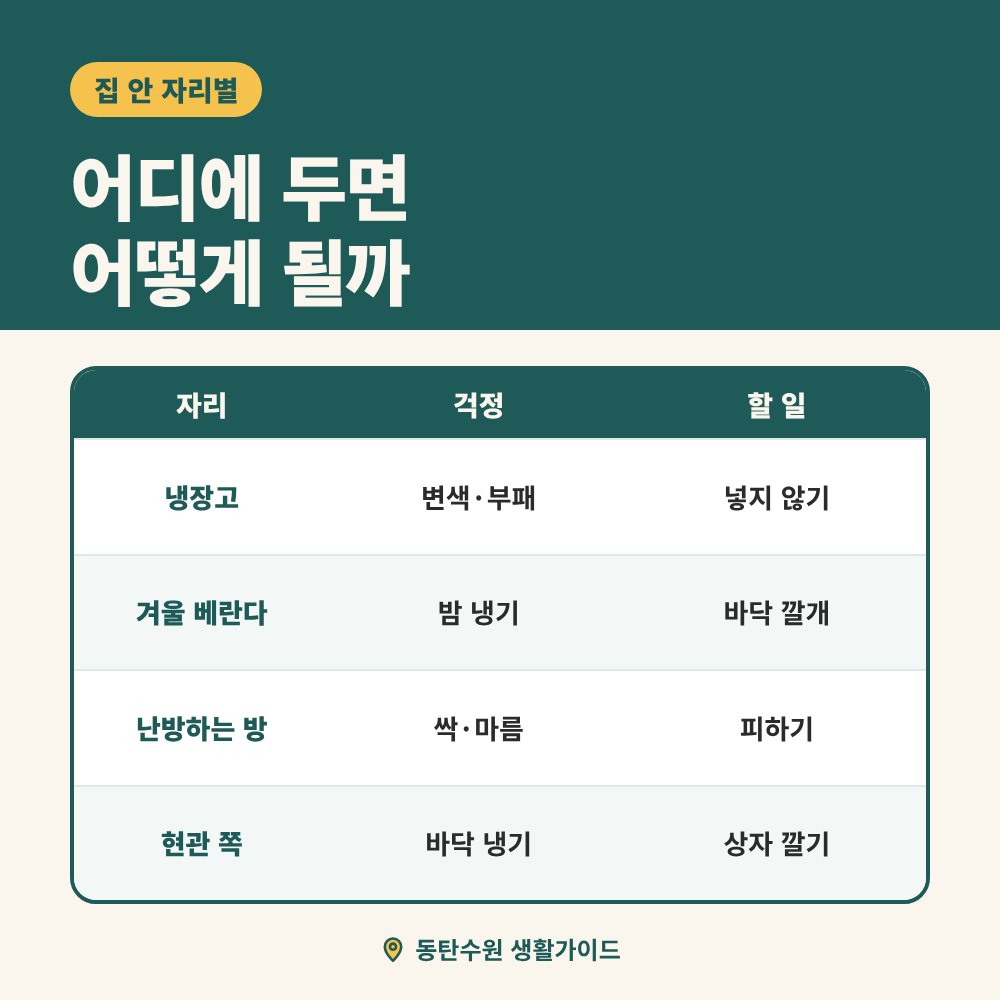 집 안 자리별
어디에 두면
어떻게 될까
자리 걱정 할 일
냉장고 변색·부패 넣지 않기
겨울 베란다 밤 냉기 바닥 깔개
난방하는 방 싹·마름 피하기
현관 쪽 바닥 냉기 상자 깔기
동탄수원 생활가이드